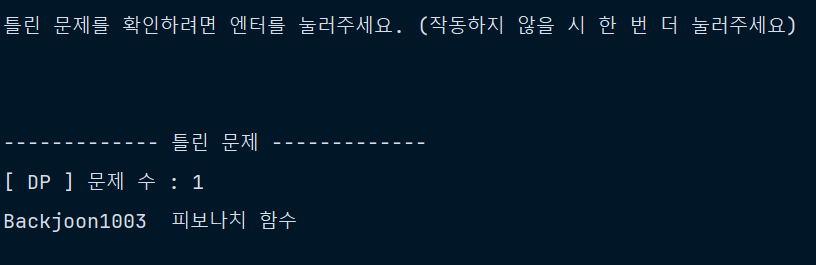 틀린 문제를 확인하려면 엔터를 눌러주세요. (작동하지 않을 시 한 번 더 눌러주세요)
------------- 틀린 문제 -------------
[ DP ] 문제 수 : 1
Backjoon1003  피보나치 함수